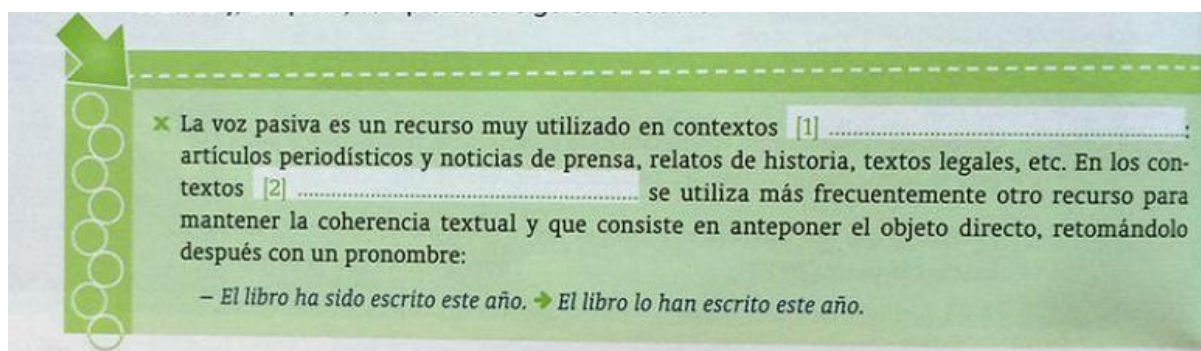 ✕ La voz pasiva es un recurso muy utilizado en contextos [1] ........................................................ :
artículos periodísticos y noticias de prensa, relatos de historia, textos legales, etc. En los con-
textos [2] ........................................................ se utiliza más frecuentemente otro recurso para
mantener la coherencia textual y que consiste en anteponer el objeto directo, retomándolo
después con un pronombre:
– El libro ha sido escrito este año. ➔ El libro lo han escrito este año.